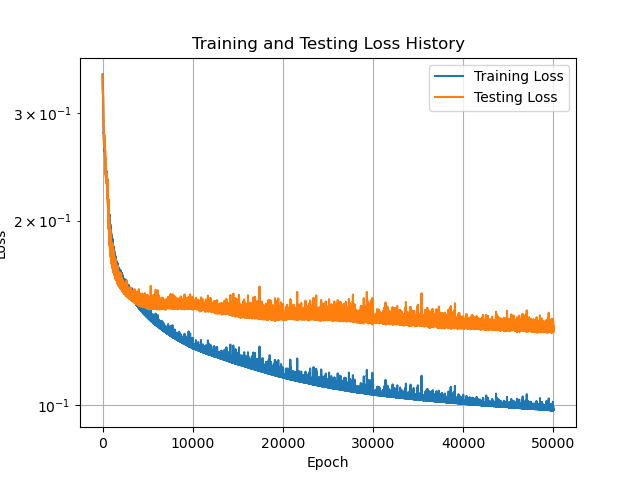 Training and Testing Loss History
Training Loss
Testing Loss
3 × 10⁻¹
2 × 10⁻¹
10⁻¹
Loss
0 10000 20000 30000 40000 50000
Epoch